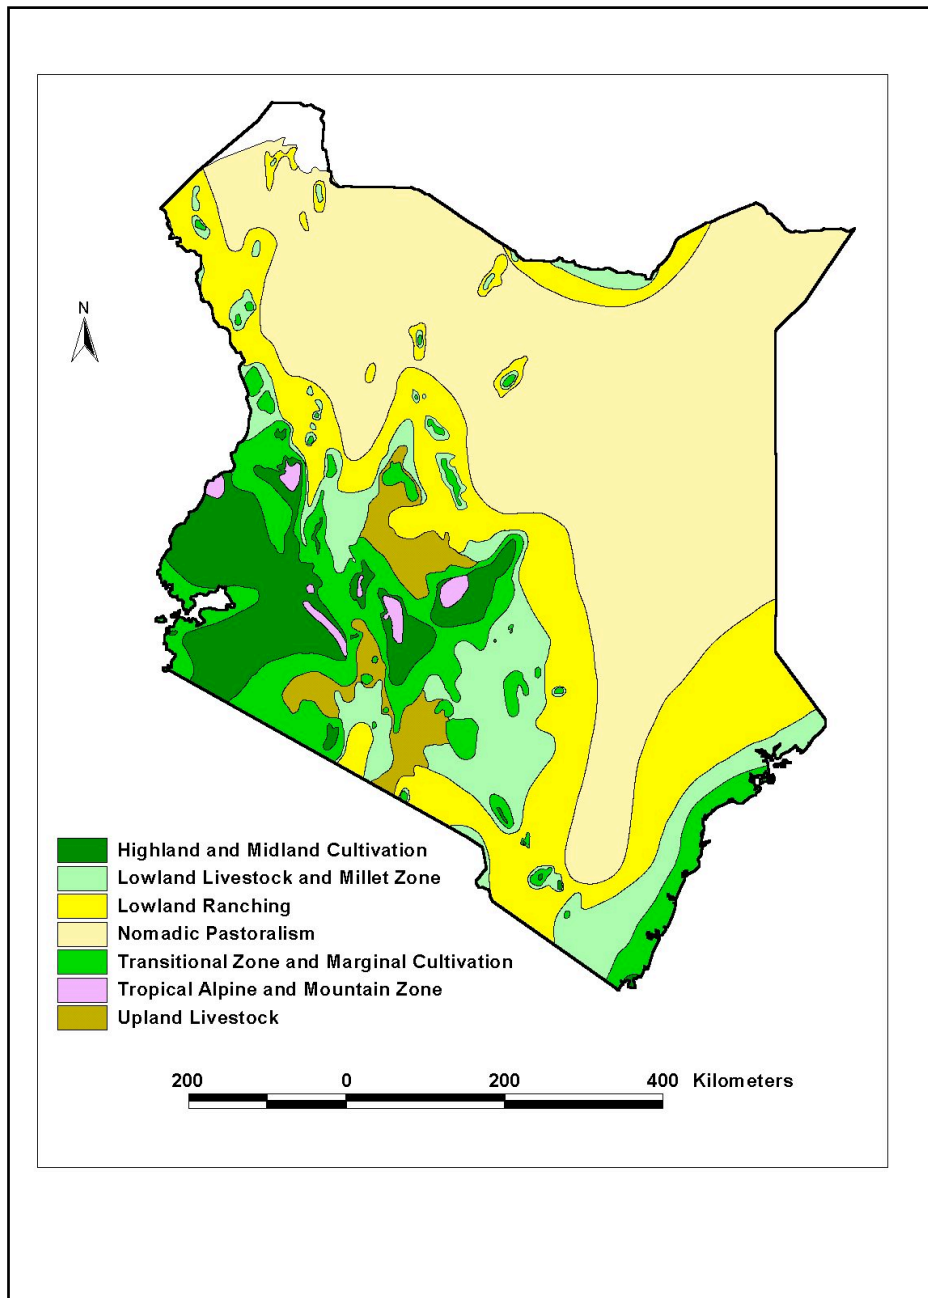 N
Highland and Midland Cultivation
Lowland Livestock and Millet Zone
Lowland Ranching
Nomadic Pastoralism
Transitional Zone and Marginal Cultivation
Tropical Alpine and Mountain Zone
Upland Livestock
200 0 200 400 Kilometers